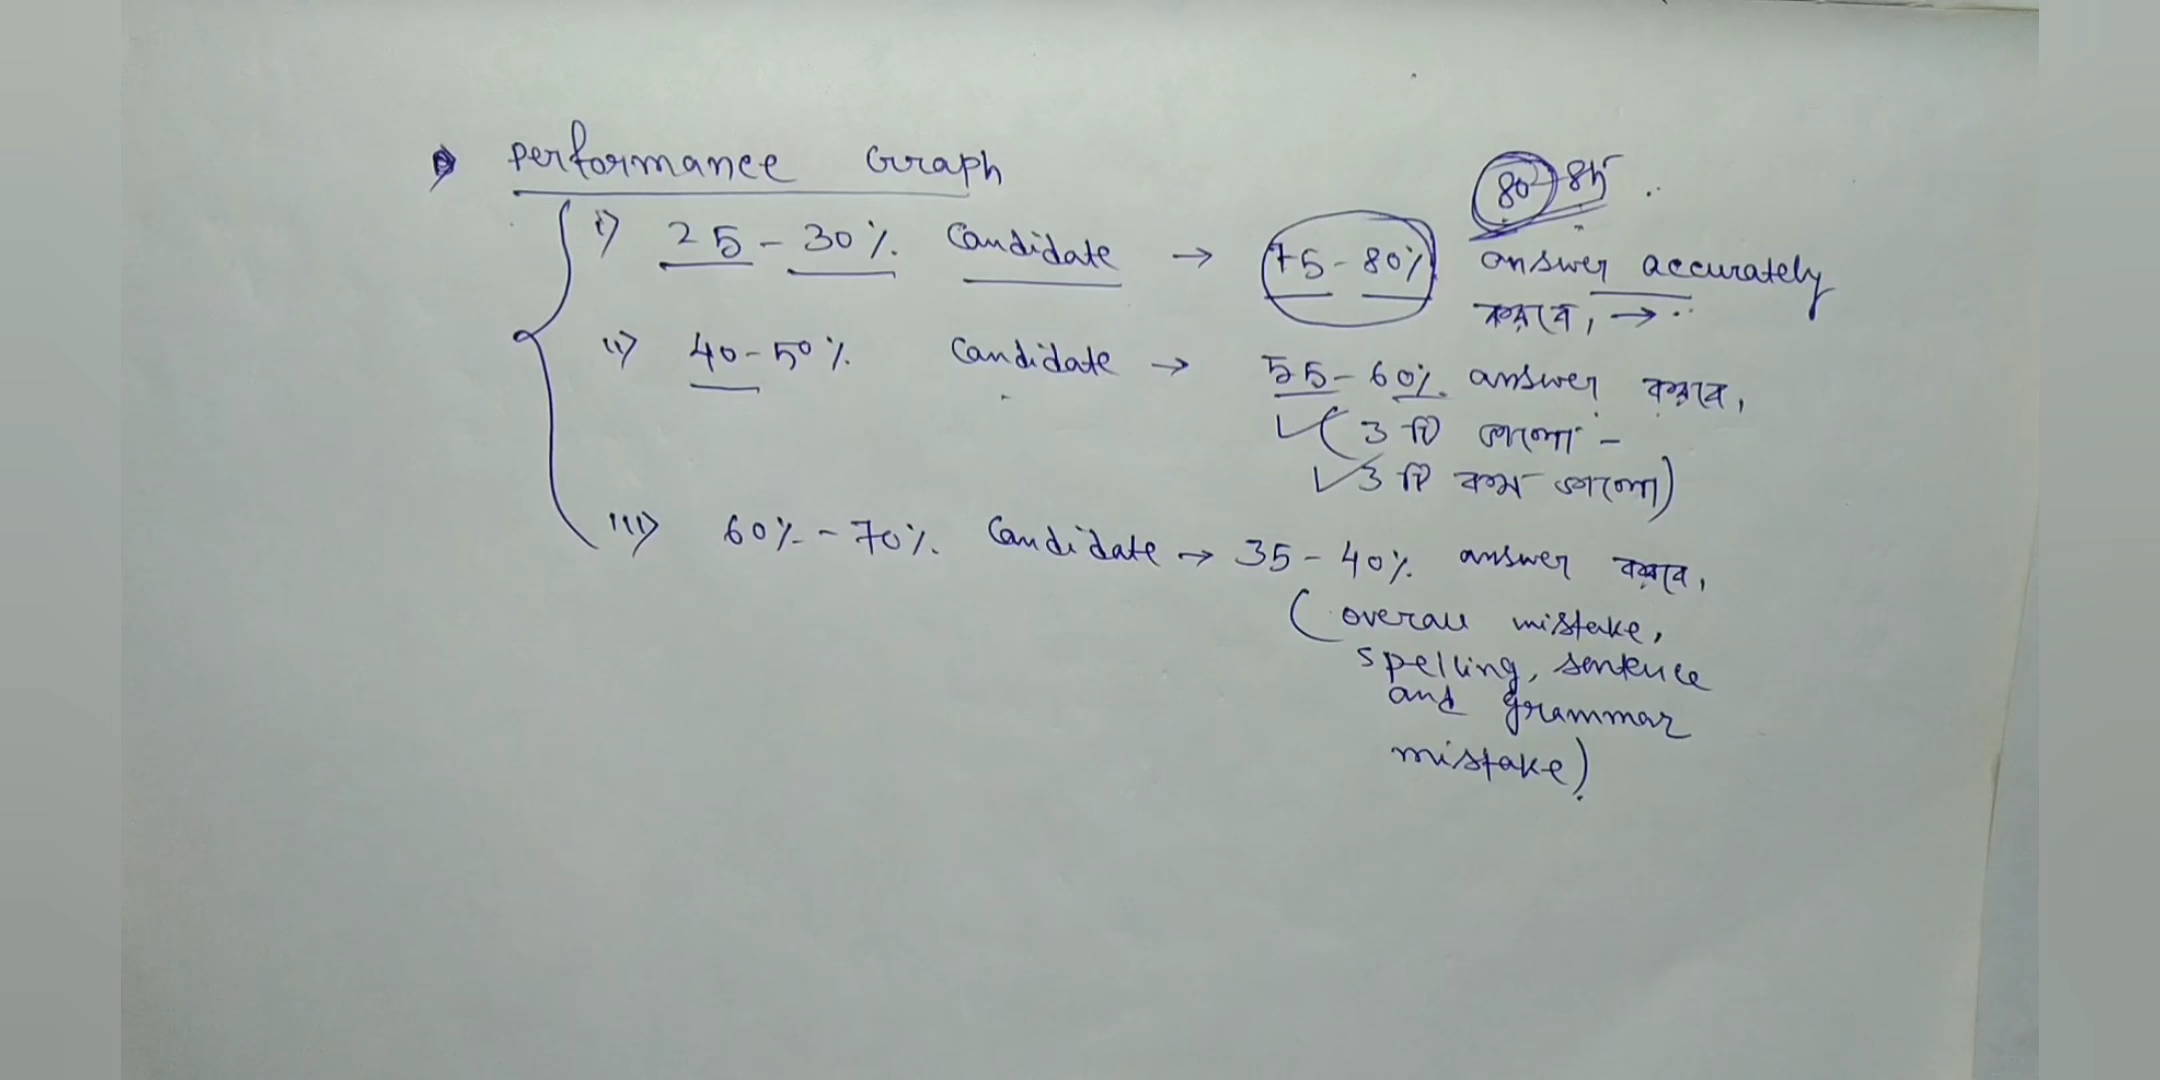 Performance Graph
80-85
i) 25-30% Candidate → 75-80% answer accurately
করবে, →
ii) 40-50% Candidate → 55-60% answer করবে,
(3 টি ভালো -
3 টি কম ভালো)
iii) 60%-70% Candidate → 35-40% answer করবে,
(overall mistake,
spelling, sentence
and grammar
mistake)